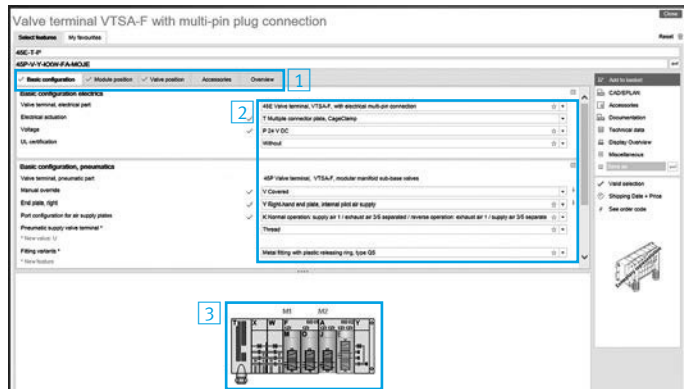 Valve terminal VTSA-F with multi-pin plug connection
Close
Select features
My favourites
Reset
45E-T-P
45P-V-Y-IO0W-FA-MOJE
Basic configuration
Module position
Valve position
Accessories
Overview
1
Add to basket
Basic configuration electrics
CAD/EPLAN
Valve terminal, electrical part
2
45E Valve terminal, VTSA-F, with electrical multi-pin connection
Accessories
Electrical actuation
T Multiple connector plate, CageClamp
Documentation
Voltage
P 24 V DC
Technical data
UL certification
Without
Display Overview
Miscellaneous
Basic configuration, pneumatics
Valve terminal, pneumatic part
45P Valve terminal, VTSA-F, modular manifold sub-base valves
Valid selection
Manual override
V Covered
Shipping Date + Price
End plate, right
Y Right-hand end plate, internal pilot air supply
See order code
Port configuration for air supply plates
K Normal operation: supply air 1 / exhaust air 3/5 separated / reverse operation: exhaust air 1 / supply air 3/5 separate
Pneumatic supply valve terminal *
Thread
* New value: U
Fitting variants *
Metal fitting with plastic releasing ring, type QS
* New feature
3
M1 M2
T X W F A Y
M O J